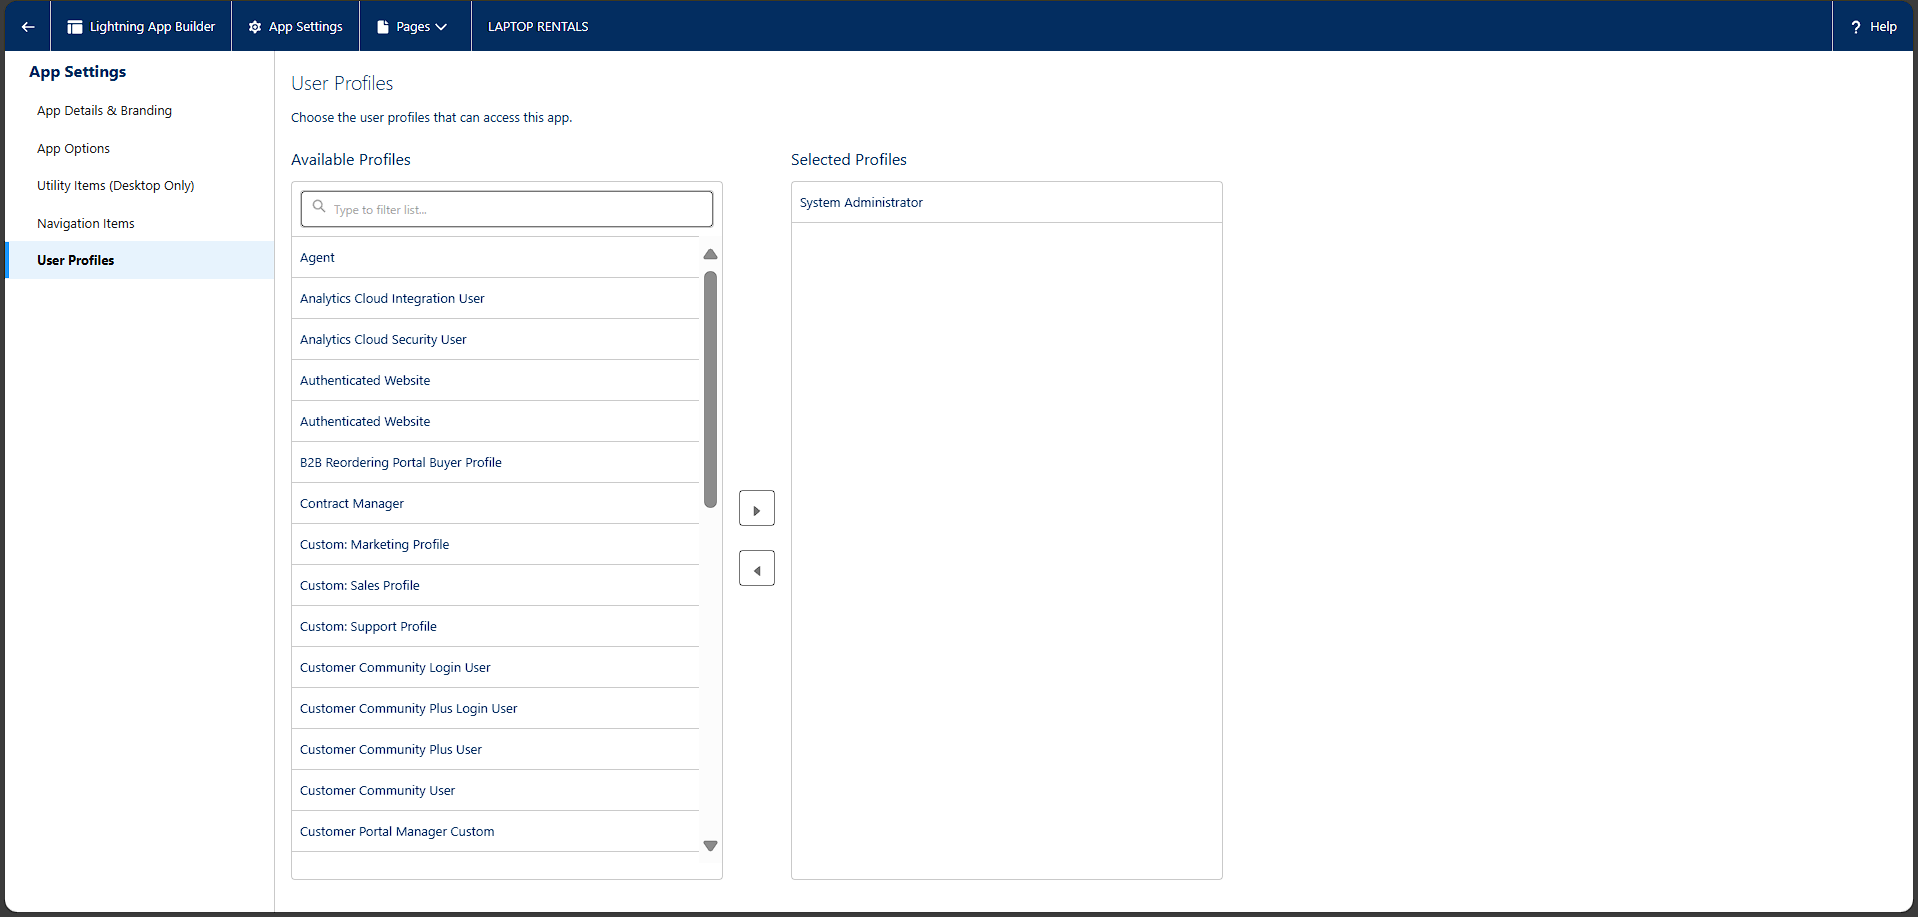 Lightning App Builder
App Settings
Pages
LAPTOP RENTALS
? Help
App Settings
App Details & Branding
App Options
Utility Items (Desktop Only)
Navigation Items
User Profiles
User Profiles
Choose the user profiles that can access this app.
Available Profiles
Type to filter list...
Agent
Analytics Cloud Integration User
Analytics Cloud Security User
Authenticated Website
Authenticated Website
B2B Reordering Portal Buyer Profile
Contract Manager
Custom: Marketing Profile
Custom: Sales Profile
Custom: Support Profile
Customer Community Login User
Customer Community Plus Login User
Customer Community Plus User
Customer Community User
Customer Portal Manager Custom
Selected Profiles
System Administrator